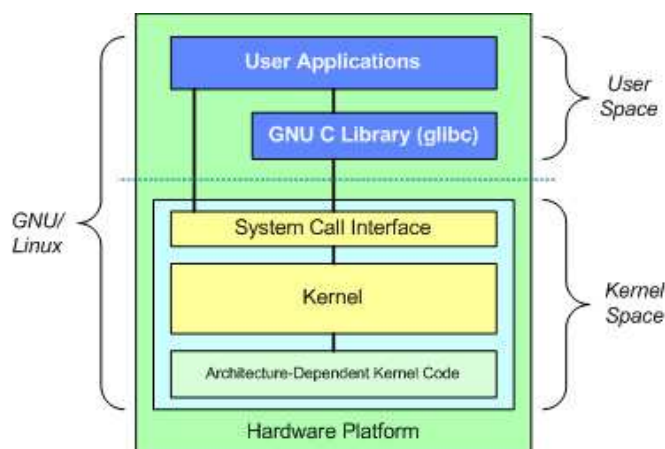 User Applications
User
Space
GNU C Library (glibc)
GNU/
Linux
System Call Interface
Kernel
Kernel
Space
Architecture-Dependent Kernel Code
Hardware Platform